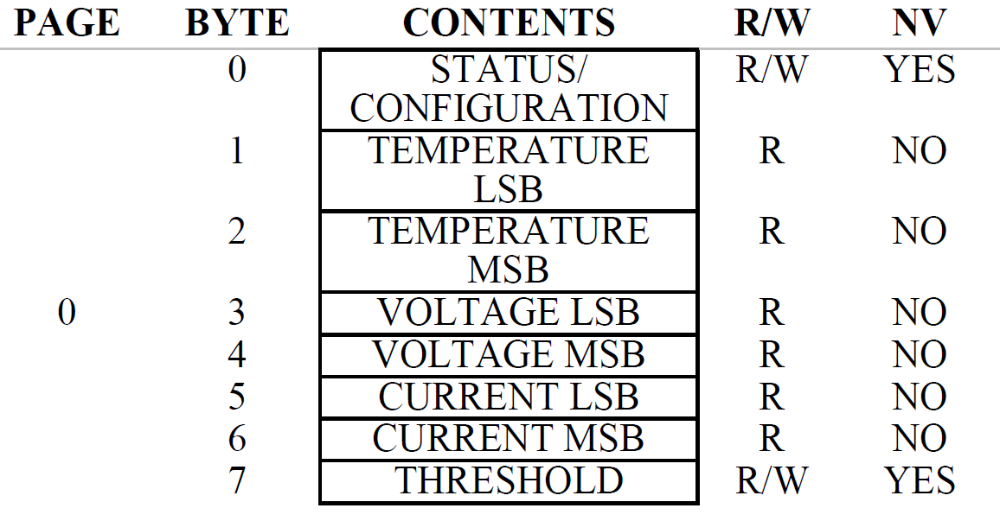 PAGE BYTE CONTENTS R/W NV
0 STATUS/ R/W YES
CONFIGURATION
1 TEMPERATURE R NO
LSB
2 TEMPERATURE R NO
MSB
0 3 VOLTAGE LSB R NO
4 VOLTAGE MSB R NO
5 CURRENT LSB R NO
6 CURRENT MSB R NO
7 THRESHOLD R/W YES